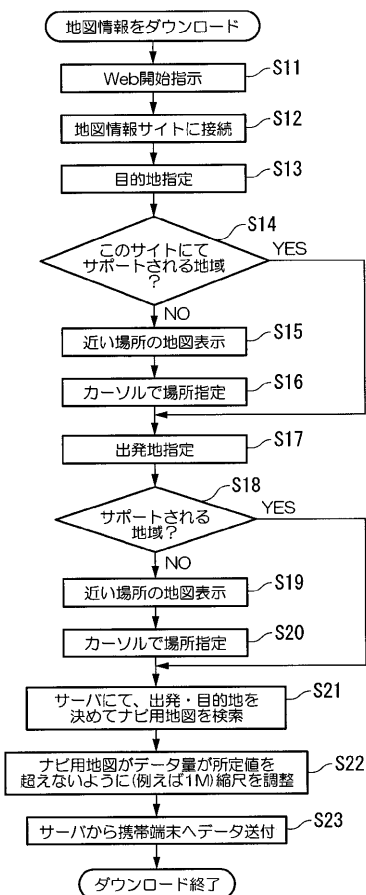 地図情報をダウンロード
Web開始指示
S11
地図情報サイトに接続
S12
目的地指定
S13
S14
このサイトにて
サポートされる地域
?
YES
NO
近い場所の地図表示
S15
カーソルで場所指定
S16
出発地指定
S17
S18
サポートされる
地域?
YES
NO
近い場所の地図表示
S19
カーソルで場所指定
S20
サーバにて、出発・目的地を
決めてナビ用地図を検索
S21
ナビ用地図がデータ量が所定値を
超えないように(例えば1M)縮尺を調整
S22
サーバから携帯端末へデータ送付
S23
ダウンロード終了